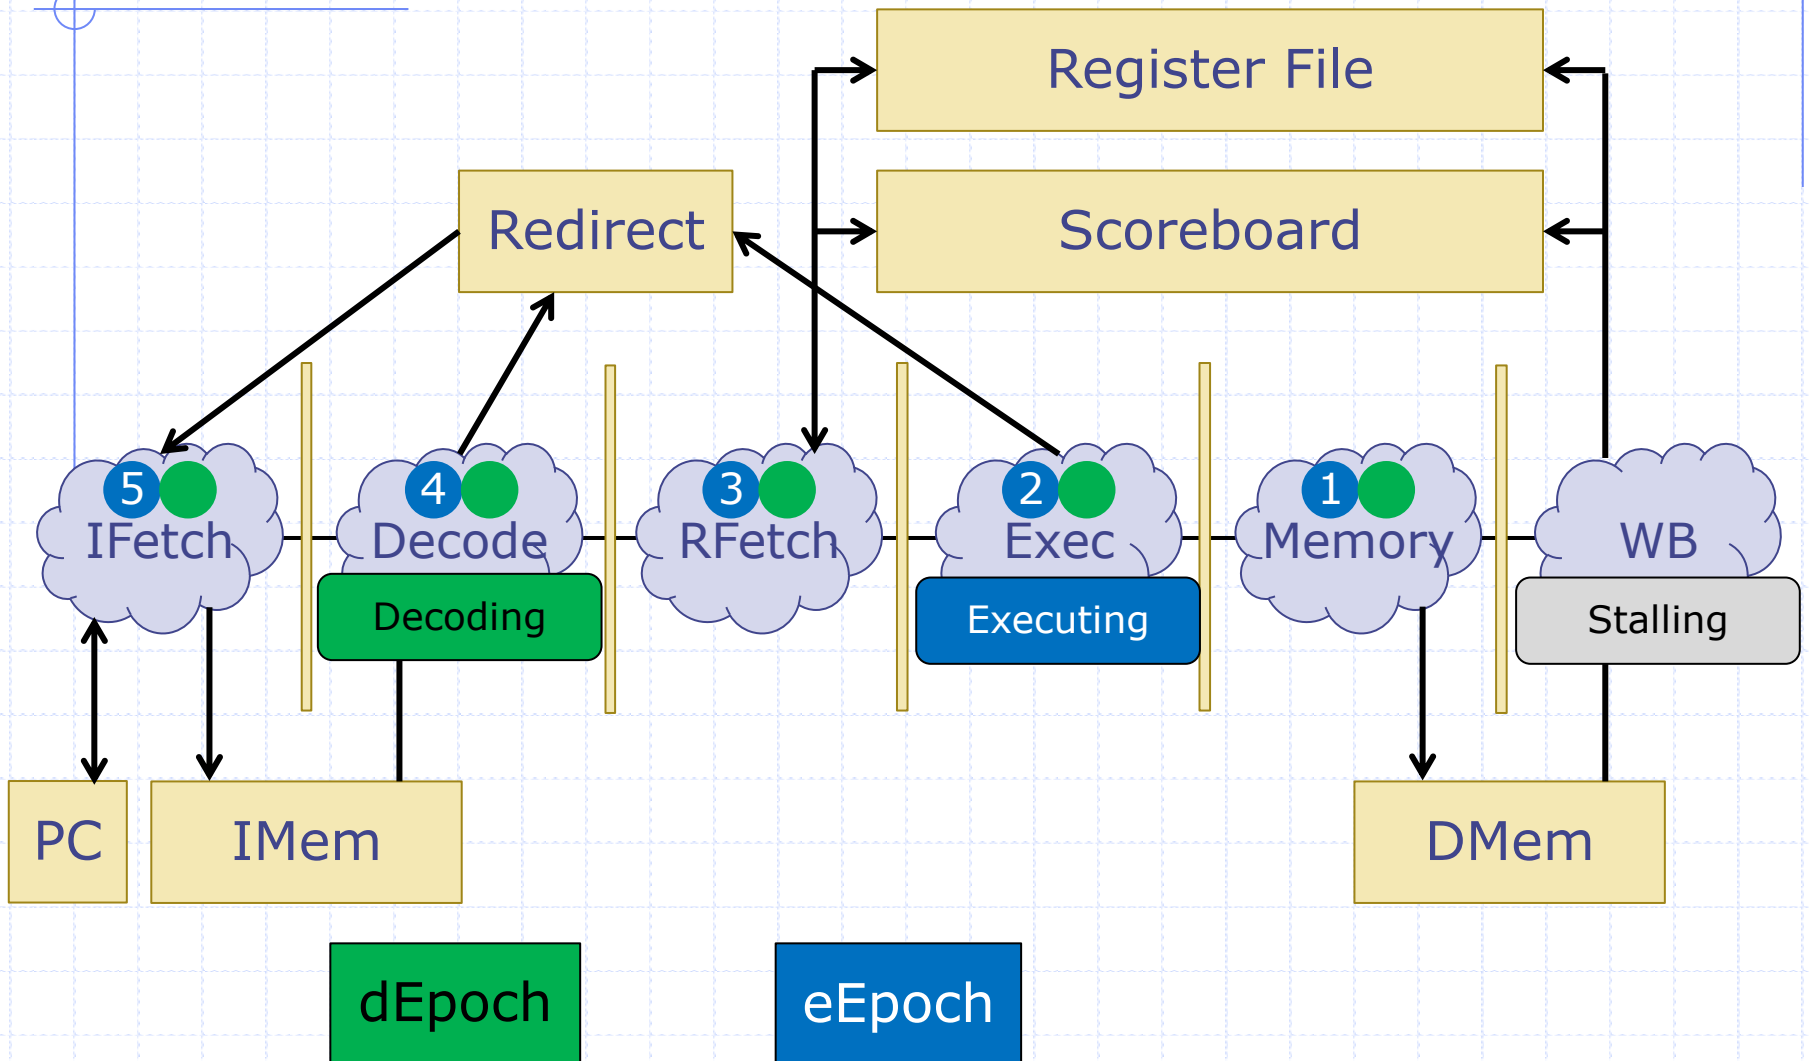 Register File
Redirect
Scoreboard
5
4
3
2
1
IFetch
Decode
RFetch
Exec
Memory
WB
Decoding
Executing
Stalling
PC
IMem
DMem
dEpoch
eEpoch